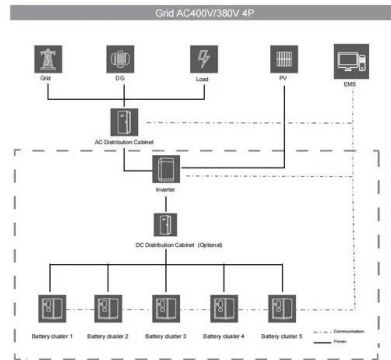 Grid AC400V/380V 4P
Grid
DG
Load
PV
EMS
AC Distribution Cabinet
Inverter
DC Distribution Cabinet (Optional)
Battery cluster 1
Battery cluster 2
Battery cluster 3
Battery cluster 4
Battery cluster 5
Communication
Power